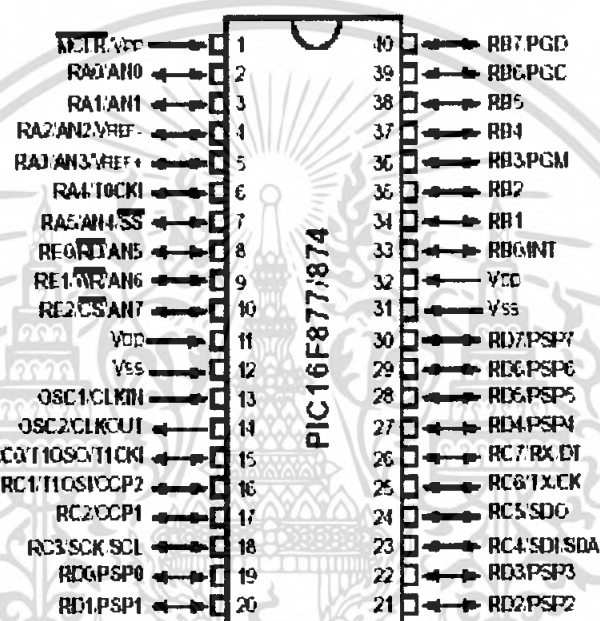 MCLR/VPP 1 40 RB7/PGD
RA0/AN0 2 39 RB6/PGC
RA1/AN1 3 38 RB5
RA2/AN2/VREF- 4 37 RB4
RA3/AN3/VREF+ 5 36 RB3/PGM
RA4/T0CKI 6 35 RB2
RA5/AN4/SS 7 34 RB1
RE0/RD/AN5 8 33 RB0/INT
RE1/WR/AN6 9 32 VDD
RE2/CS/AN7 10 31 VSS
VDD 11 30 RD7/PSP7
VSS 12 29 RD6/PSP6
OSC1/CLKIN 13 28 RD5/PSP5
OSC2/CLKOUT 14 27 RD4/PSP4
C0/T1OSO/T1CKI 15 26 RC7/RX/DT
RC1/T1OSI/CCP2 16 25 RC6/TX/CK
RC2/CCP1 17 24 RC5/SDO
RC3/SCK/SCL 18 23 RC4/SDI/SDA
RD0/PSP0 19 22 RD3/PSP3
RD1/PSP1 20 21 RD2/PSP2
PIC16F877/874